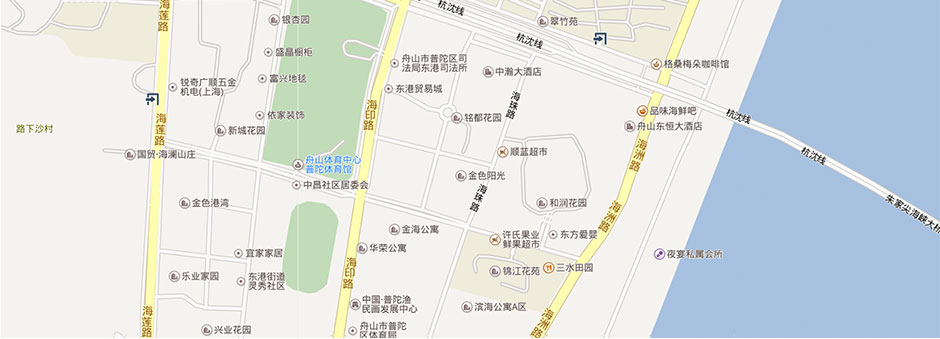 海莲路
银杏园
杭沈线
翠竹苑
杭沈线
盛晶橱柜
舟山市普陀区司
法局东港司法所
格桑梅朵咖啡馆
锐奇广顺五金
机电(上海)
富兴地毯
中瀚大酒店
东港贸易城
海珠路
品味海鲜吧
杭沈线
依家装饰
铭都花园
海印路
舟山东恒大酒店
路下沙村
海莲路
新城花园
国贸·海澜山庄
舟山体育中心
普陀体育馆
顺蓝超市
海洲路
杭沈线
金色阳光
中昌社区居委会
海珠路
朱家尖海峡大桥
金色港湾
和润花园
海洲路
金海公寓
许氏果业
鲜果超市
东方爱婴
宜家家居
华荣公寓
夜宴私属会所
海印路
三水田园
锦江花苑
乐业家园
东港街道
灵秀社区
中国·普陀渔
民画发展中心
滨海公寓A区
海莲路
海洲路
兴业花园
舟山市普陀
区体育局